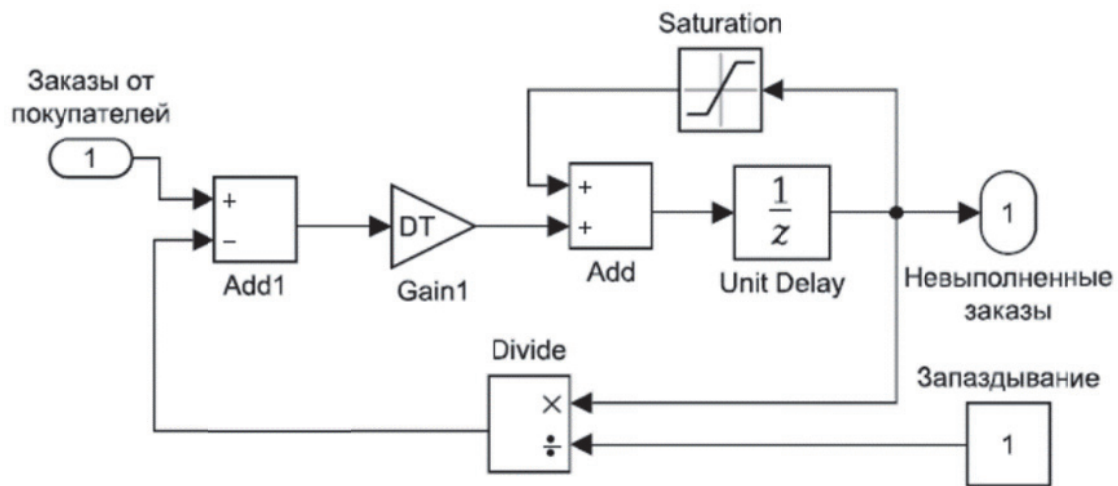 Saturation
Заказы от
покупателей
1
+
−
Add1
DT
Gain1
+
+
Add
1
z
Unit Delay
1
Невыполненные
заказы
Divide
×
÷
Запаздывание
1